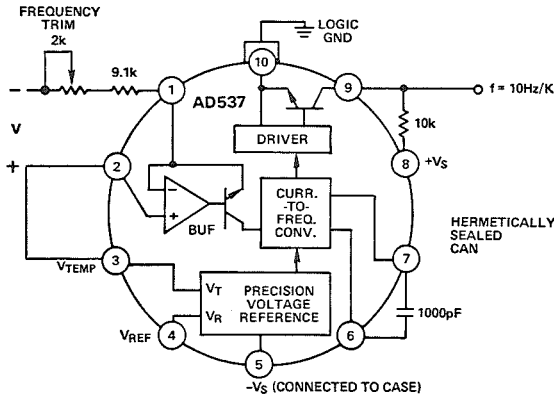 FREQUENCY
TRIM
2k
9.1k
LOGIC
GND
10
1
AD537
9
f = 10Hz/K
–
V
+
DRIVER
10k
8
+VS
2
–
+
BUF
CURR.
-TO-
FREQ.
CONV.
HERMETICALLY
SEALED
CAN
3
VTEMP
7
VT
VR
PRECISION
VOLTAGE
REFERENCE
1000pF
4
VREF
6
5
–VS (CONNECTED TO CASE)